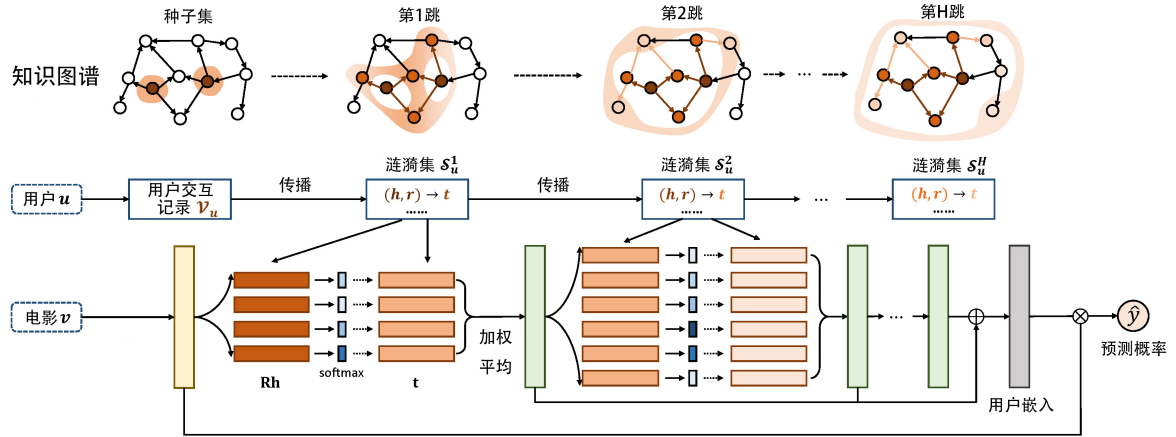 种子集
第1跳
第2跳
第H跳
知识图谱
...
涟漪集 𝓢ᵤ¹
涟漪集 𝓢ᵤ²
涟漪集 𝓢ᵤᴴ
用户 u
用户交互
记录 𝒱ᵤ
传播
(h, r) → t
……
传播
(h, r) → t
……
...
(h, r) → t
……
电影 v
Rh
softmax
t
加权
平均
...
用户嵌入
ŷ
预测概率